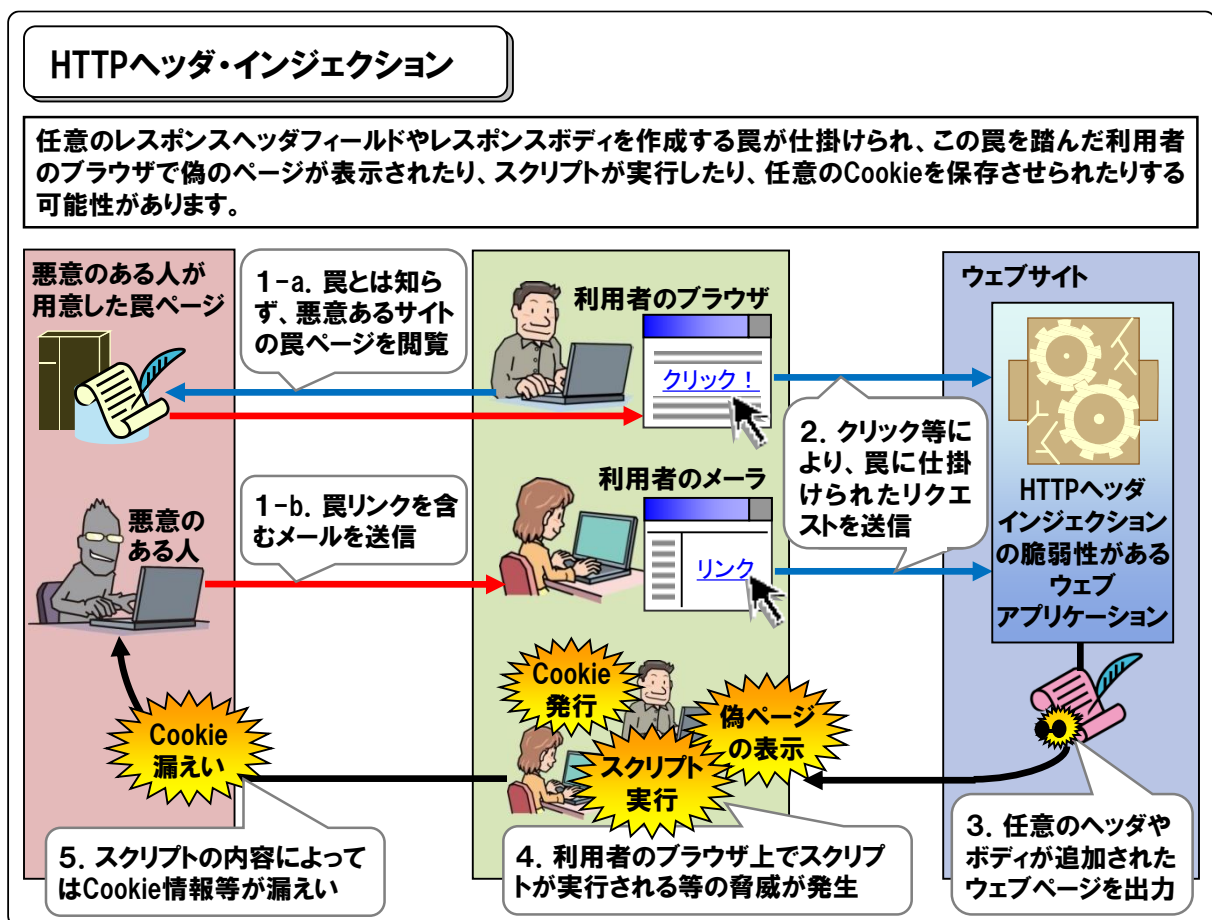 HTTPヘッダ・インジェクション
任意のレスポンスヘッダフィールドやレスポンスボディを作成する罠が仕掛けられ、この罠を踏んだ利用者
のブラウザで偽のページが表示されたり、スクリプトが実行したり、任意のCookieを保存させられたりする
可能性があります。
悪意のある人が
用意した罠ページ
1-a. 罠とは知ら
ず、悪意あるサイト
の罠ページを閲覧
利用者のブラウザ
クリック！
ウェブサイト
2. クリック等に
より、罠に仕掛
けられたリクエ
ストを送信
HTTPヘッダ
インジェクション
の脆弱性がある
ウェブ
アプリケーション
悪意の
ある人
1-b. 罠リンクを含
むメールを送信
利用者のメーラ
リンク
Cookie
発行
偽ページ
の表示
スクリプト
実行
Cookie
漏えい
3. 任意のヘッダや
ボディが追加された
ウェブページを出力
4. 利用者のブラウザ上でスクリプ
トが実行される等の脅威が発生
5. スクリプトの内容によって
はCookie情報等が漏えい